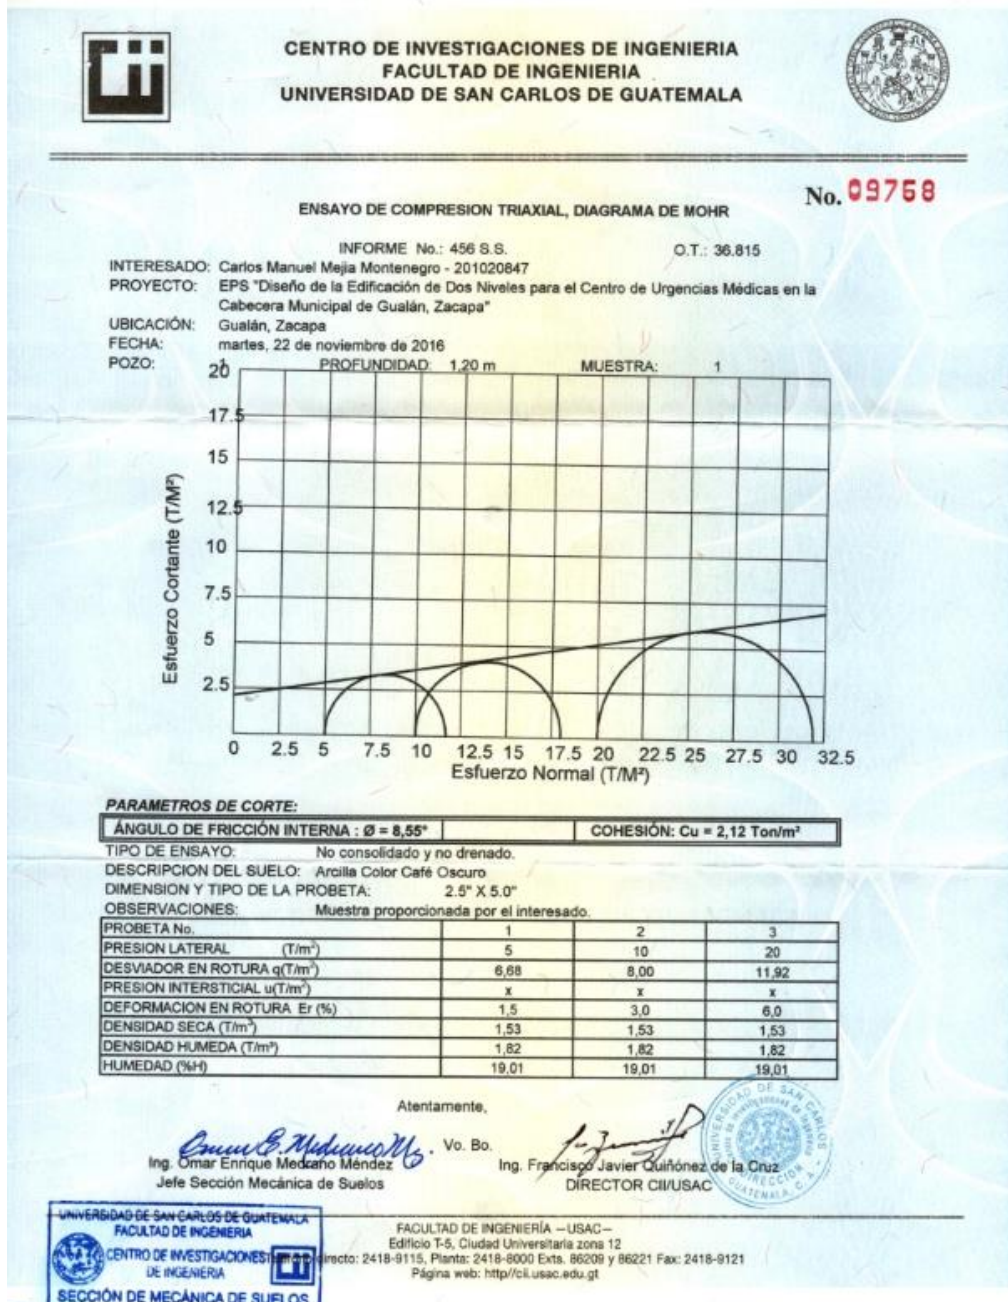 Cii
CENTRO DE INVESTIGACIONES DE INGENIERIA
FACULTAD DE INGENIERIA
UNIVERSIDAD DE SAN CARLOS DE GUATEMALA
No. 09768
ENSAYO DE COMPRESION TRIAXIAL, DIAGRAMA DE MOHR
INFORME No.: 456 S.S. O.T.: 36.815
INTERESADO: Carlos Manuel Mejia Montenegro - 201020847
PROYECTO: EPS "Diseño de la Edificación de Dos Niveles para el Centro de Urgencias Médicas en la
Cabecera Municipal de Gualán, Zacapa"
UBICACIÓN: Gualán, Zacapa
FECHA: martes, 22 de noviembre de 2016
POZO: PROFUNDIDAD: 1,20 m MUESTRA: 1
20
17.5
15
12.5
10
7.5
5
2.5
Esfuerzo Cortante (T/M²)
0 2.5 5 7.5 10 12.5 15 17.5 20 22.5 25 27.5 30 32.5
Esfuerzo Normal (T/M²)
PARAMETROS DE CORTE:
ÁNGULO DE FRICCIÓN INTERNA : Ø = 8,55° COHESIÓN: Cu = 2,12 Ton/m²
TIPO DE ENSAYO: No consolidado y no drenado.
DESCRIPCION DEL SUELO: Arcilla Color Café Oscuro
DIMENSION Y TIPO DE LA PROBETA: 2.5" X 5.0"
OBSERVACIONES: Muestra proporcionada por el interesado.
PROBETA No. 1 2 3
PRESION LATERAL (T/m²) 5 10 20
DESVIADOR EN ROTURA q(T/m²) 6,68 8,00 11,92
PRESION INTERSTICIAL u(T/m²) x x x
DEFORMACION EN ROTURA Er (%) 1,5 3,0 6,0
DENSIDAD SECA (T/m³) 1,53 1,53 1,53
DENSIDAD HUMEDA (T/m³) 1,82 1,82 1,82
HUMEDAD (%H) 19,01 19,01 19,01
Atentamente,
Vo. Bo.
Ing. Omar Enrique Medrano Méndez Ing. Francisco Javier Quiñónez de la Cruz
Jefe Sección Mecánica de Suelos DIRECTOR CII/USAC
UNIVERSIDAD DE SAN CARLOS
DIRECCION
GUATEMALA, C. A.
UNIVERSIDAD DE SAN CARLOS DE GUATEMALA
FACULTAD DE INGENIERIA
CENTRO DE INVESTIGACIONES
DE INGENIERIA
SECCIÓN DE MECÁNICA DE SUELOS
FACULTAD DE INGENIERÍA —USAC—
Edificio T-5, Ciudad Universitaria zona 12
directo: 2418-9115, Planta: 2418-8000 Exts. 86209 y 86221 Fax: 2418-9121
Página web: http//cii.usac.edu.gt